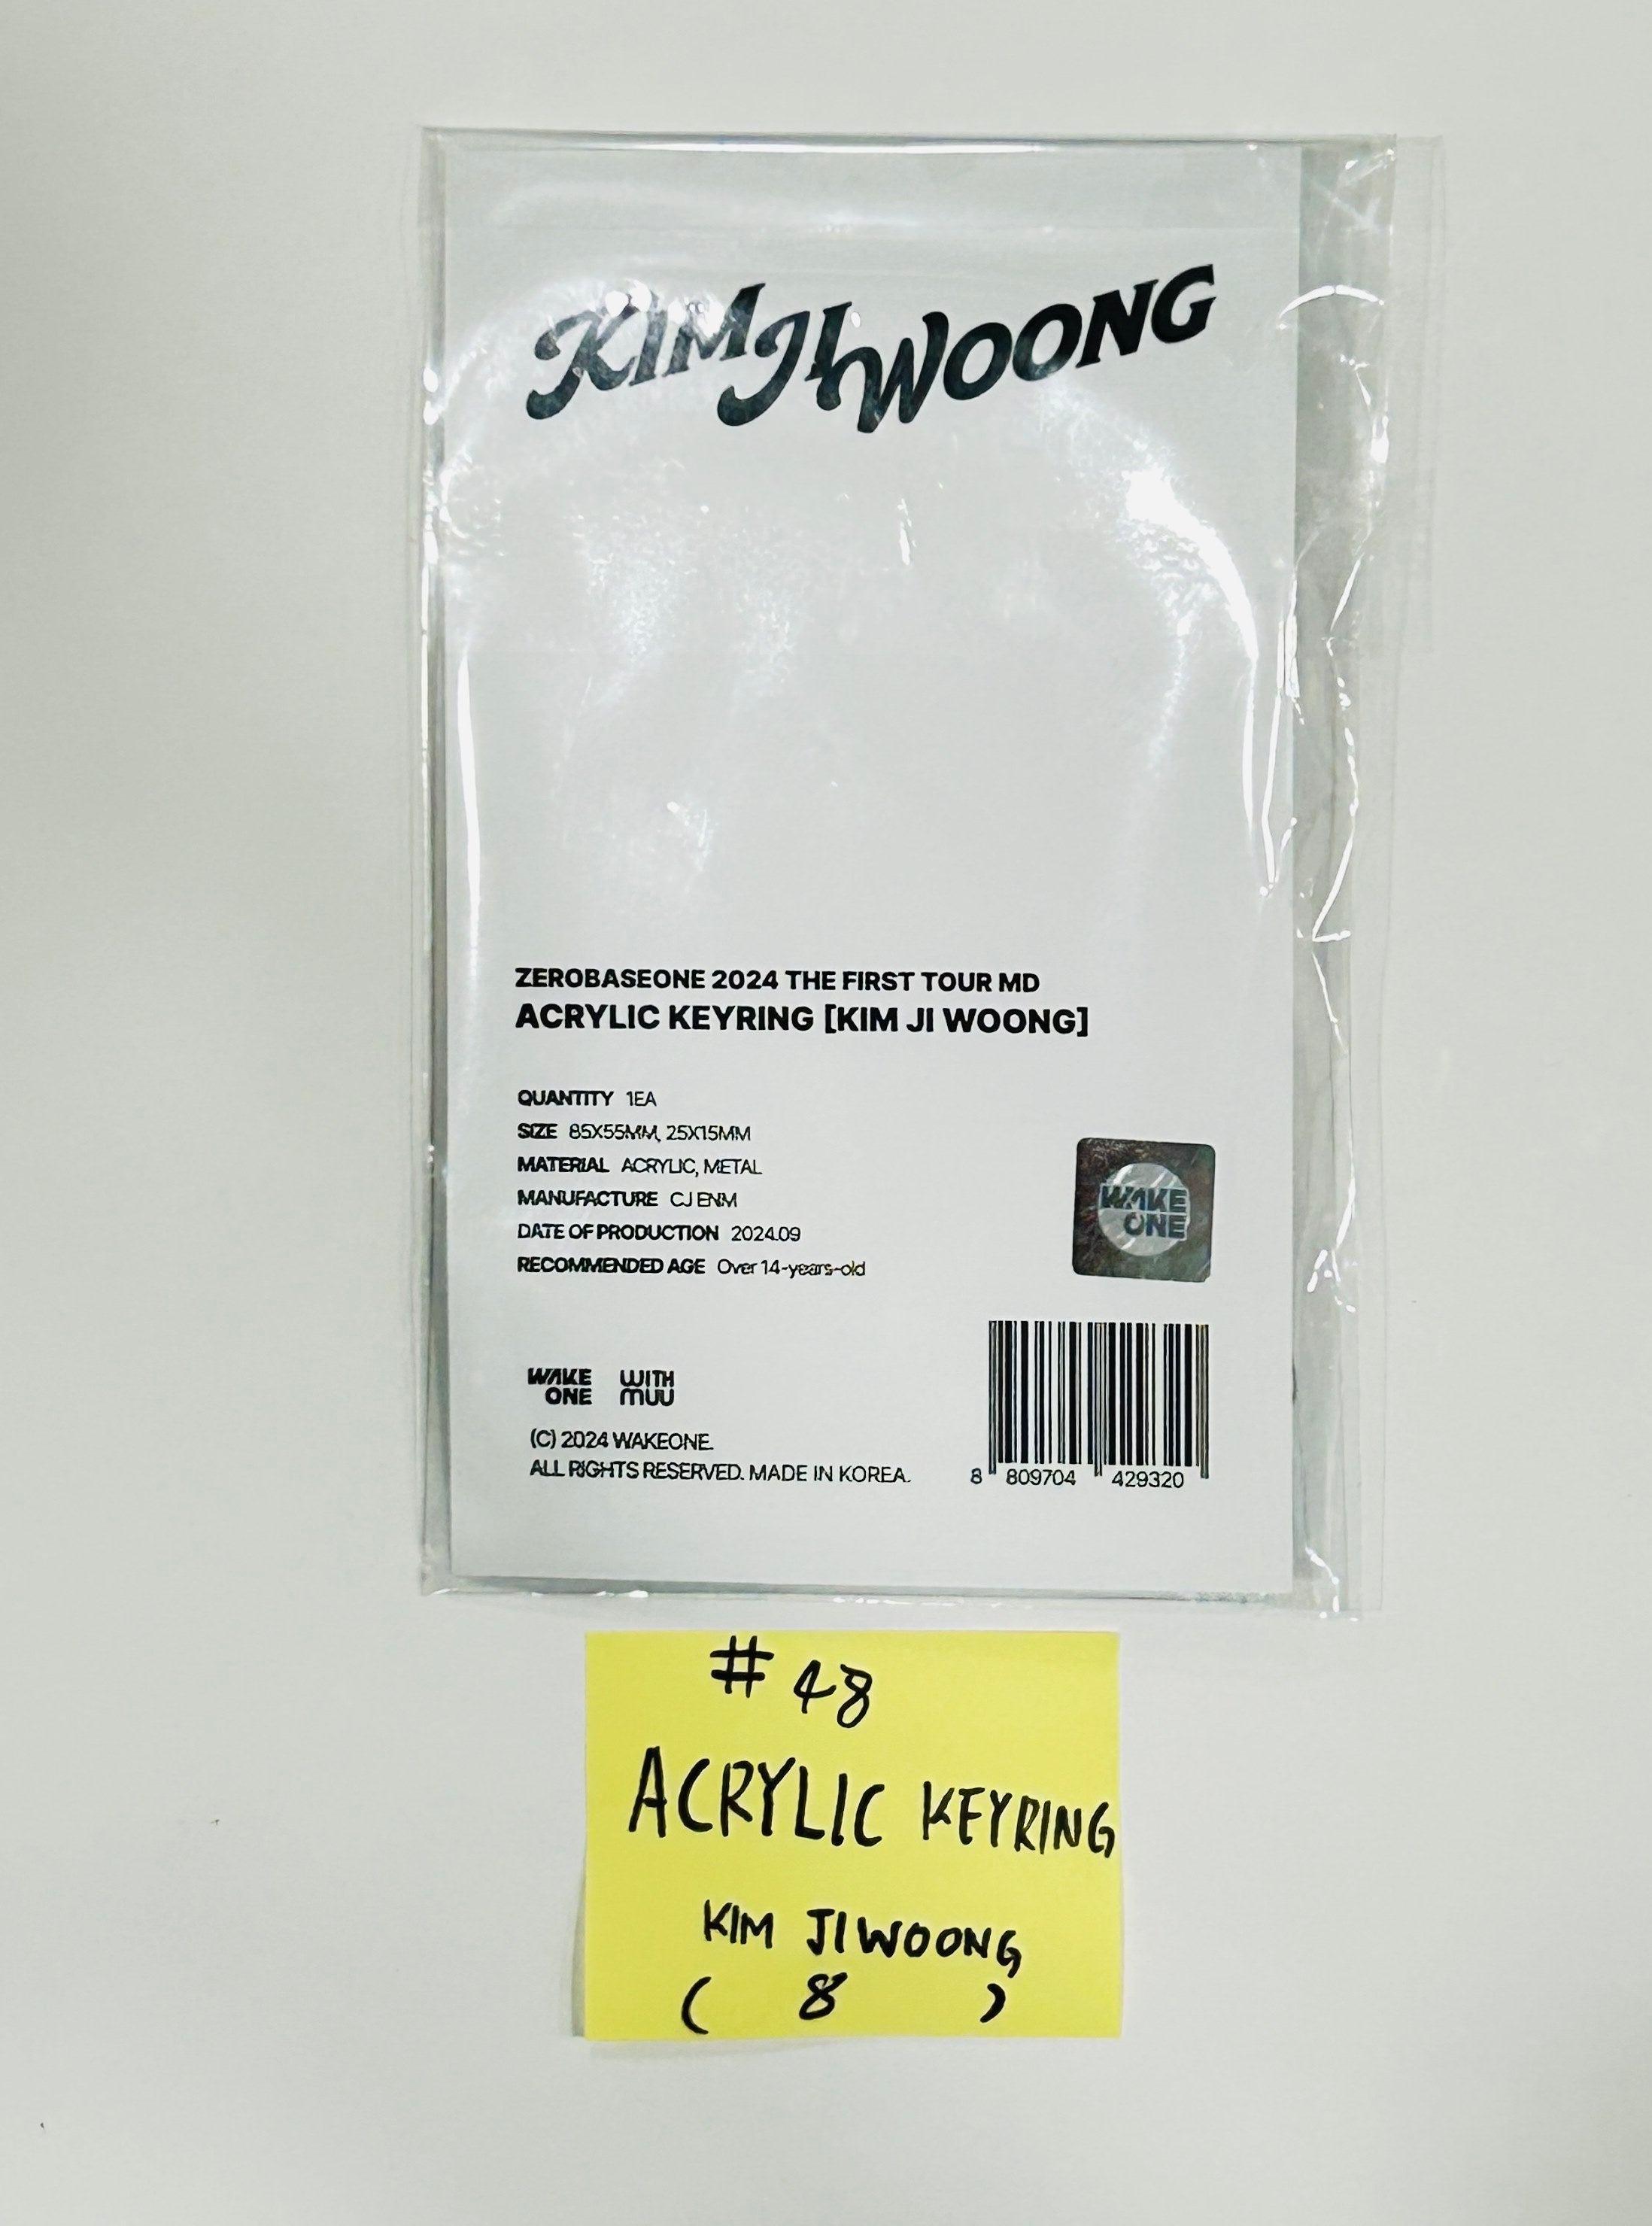 KIM JI WOONG
ZEROBASEONE 2024 THE FIRST TOUR MD
ACRYLIC KEYRING [KIM JI WOONG]
QUANTITY 1EA
SIZE 85X55MM, 25X15MM
MATERIAL ACRYLIC, METAL
MANUFACTURE CJ ENM
DATE OF PRODUCTION 2024.09
RECOMMENDED AGE Over 14-years-old
WAKE
ONE
WAKE
ONE
WITH
MUU
(C) 2024 WAKEONE.
ALL RIGHTS RESERVED. MADE IN KOREA.
8 809704 429320
# 48
ACRYLIC KEYRING
KIM JIWOONG
( 8 )